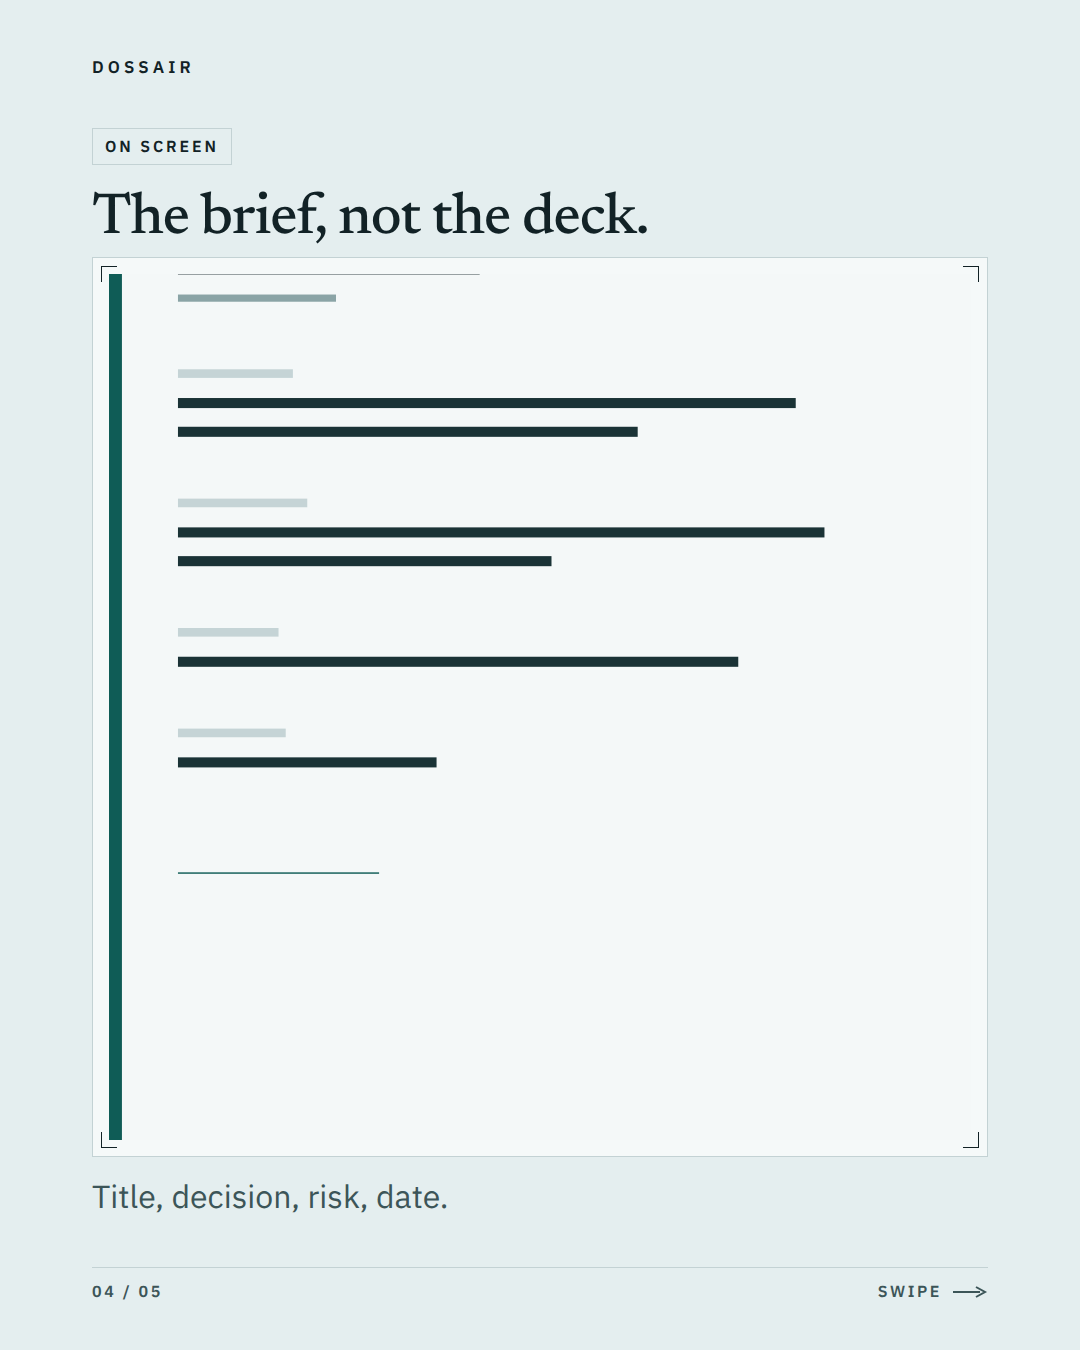 DOSSAIR
ON SCREEN
The brief, not the deck.
Title, decision, risk, date.
04 / 05
SWIPE